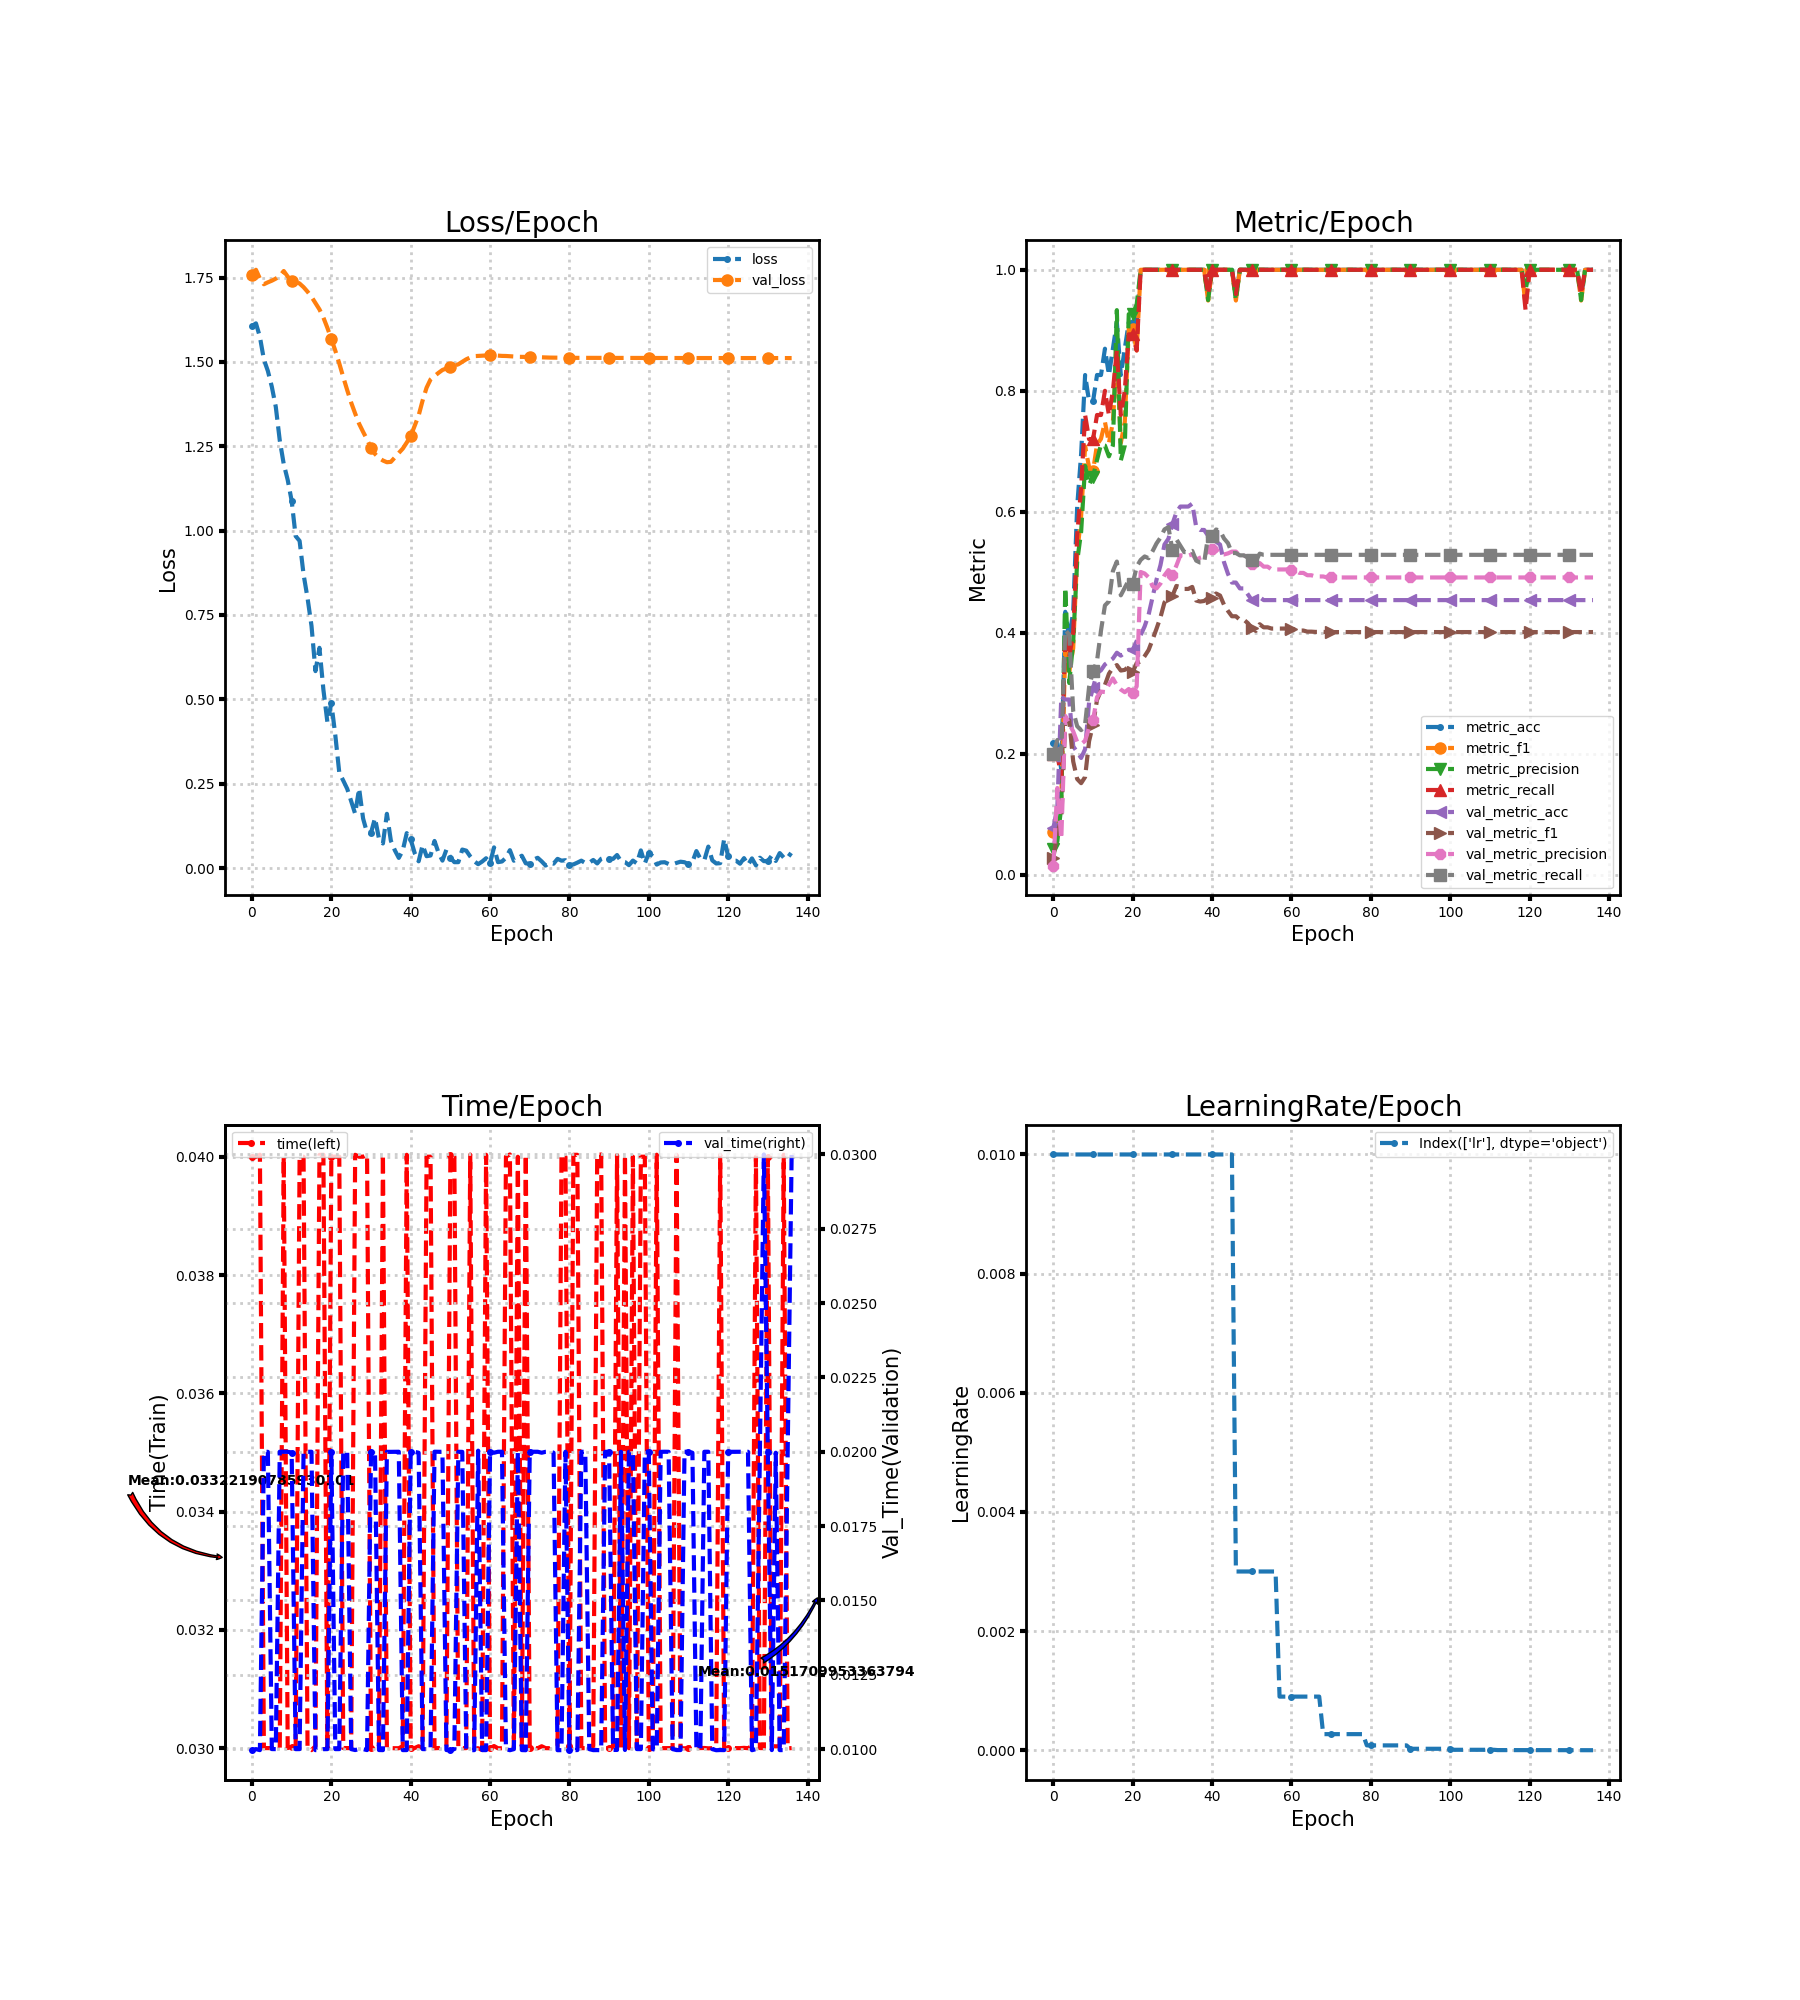 Loss/Epoch
loss
val_loss
1.75
1.50
1.25
1.00
0.75
0.50
0.25
0.00
Loss
0 20 40 60 80 100 120 140
Epoch
Metric/Epoch
1.0
0.8
0.6
0.4
0.2
0.0
Metric
metric_acc
metric_f1
metric_precision
metric_recall
val_metric_acc
val_metric_f1
val_metric_precision
val_metric_recall
0 20 40 60 80 100 120 140
Epoch
Time/Epoch
time(left)
val_time(right)
0.040
0.038
0.036
0.034
0.032
0.030
Time(Train)
0.0300
0.0275
0.0250
0.0225
0.0200
0.0175
0.0150
0.0125
0.0100
Val_Time(Validation)
Mean:0.0151709953363794
0 20 40 60 80 100 120 140
Epoch
LearningRate/Epoch
Index(['lr'], dtype='object')
0.010
0.008
0.006
0.004
0.002
0.000
LearningRate
0 20 40 60 80 100 120 140
Epoch